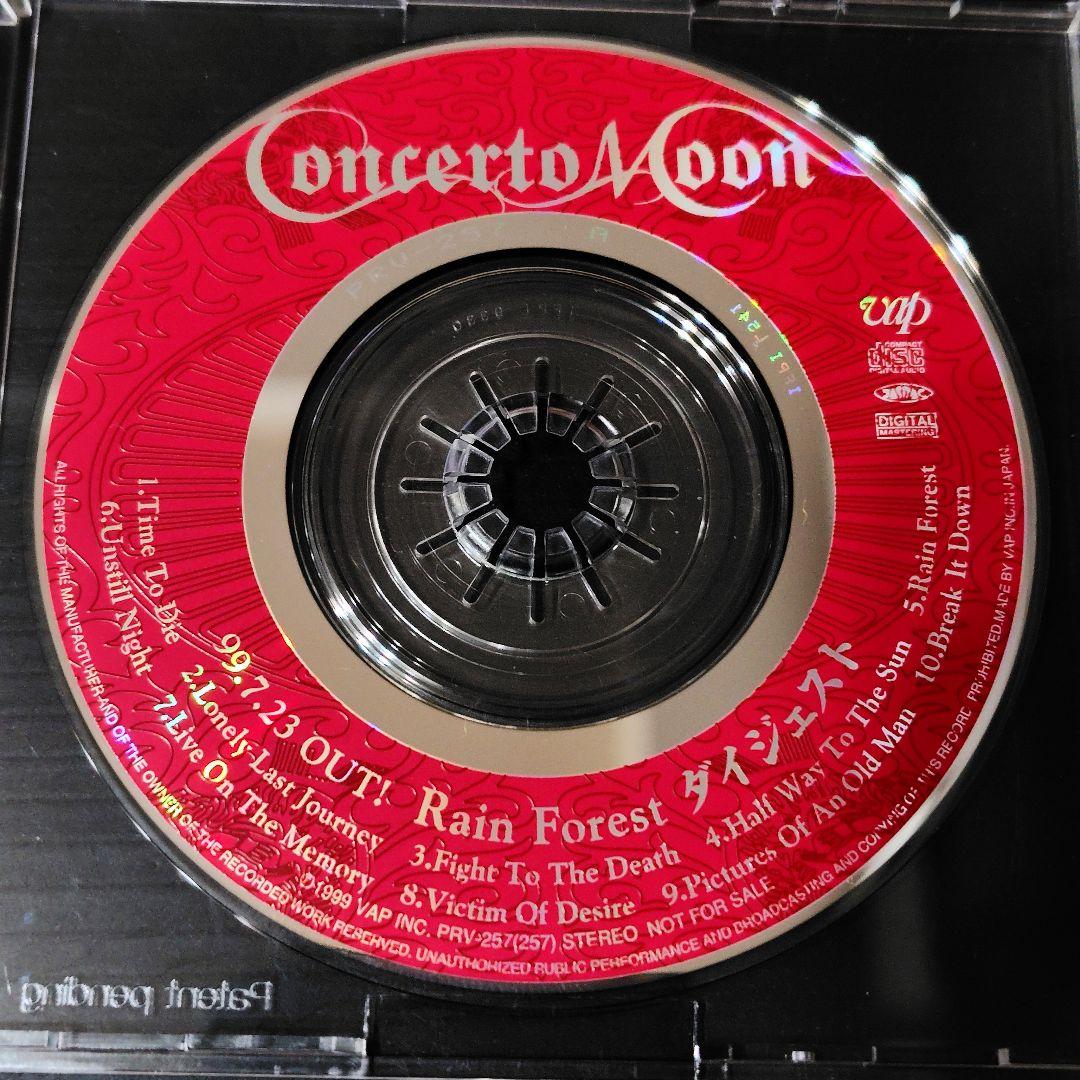 Concerto Moon
vap
COMPACT
disc
DIGITAL AUDIO
JASRAC
DIGITAL
MASTERING
99.7.23 OUT! Rain Forest ダイジェスト
1.Time To Die 2.Lonely-Last Journey 3.Fight To The Death 4.Half Way To The Sun 5.Rain Forest
6.Unstill Night 7.Live On The Memory 8.Victim Of Desire 9.Pictures Of An Old Man 10.Break It Down
℗1999 VAP INC. PRV-257(257) STEREO NOT FOR SALE
ALL RIGHTS OF THE MANUFACTURER AND OF THE OWNER OF THE RECORDED WORK RESERVED. UNAUTHORIZED PUBLIC PERFORMANCE AND BROADCASTING AND COPYING OF THIS RECORD PROHIBITED. MADE BY VAP INC. IN JAPAN.
Patent pending